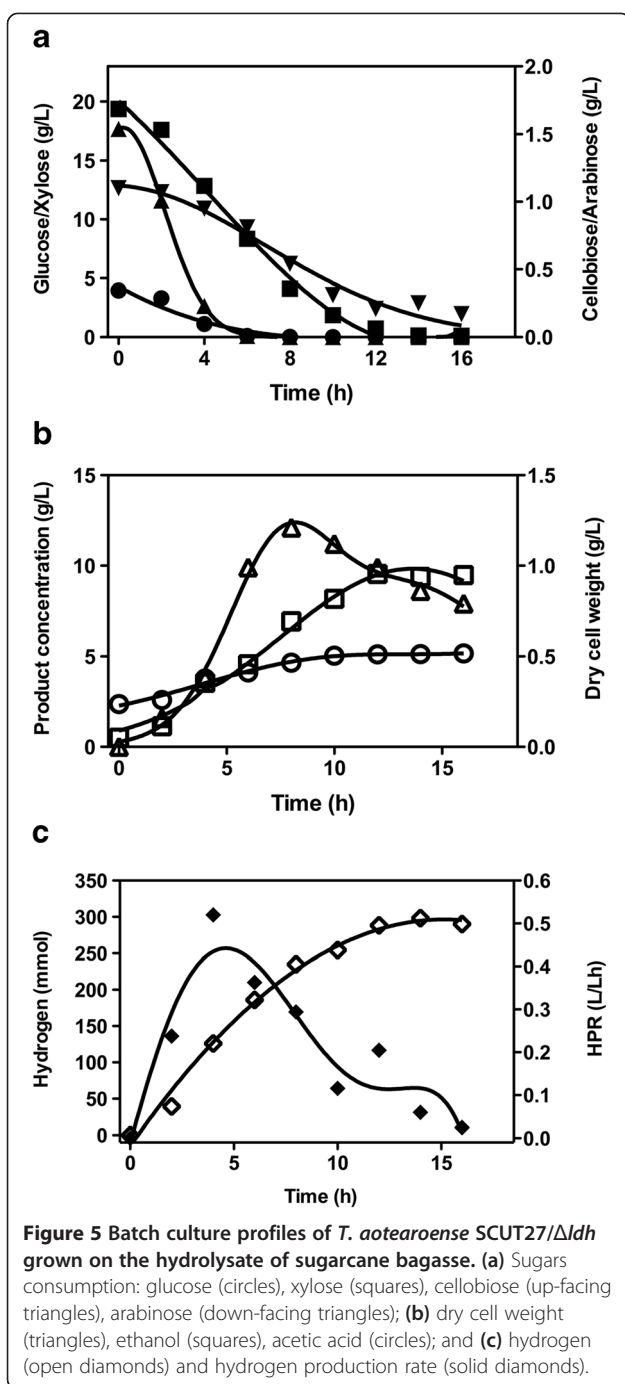 a
Glucose/Xylose (g/L)
20
15
10
5
0
2.0
1.5
1.0
0.5
0.0
Cellobiose/Arabinose (g/L)
0 4 8 12 16
Time (h)
b
Product concentration (g/L)
15
10
5
0
1.5
1.0
0.5
0.0
Dry cell weight (g/L)
0 5 10 15
Time (h)
c
Hydrogen (mmol)
350
300
250
200
150
100
50
0
0.6
0.5
0.4
0.3
0.2
0.1
0.0
HPR (L/Lh)
0 5 10 15
Time (h)
Figure 5 Batch culture profiles of T. aotearoense SCUT27/Δldh
grown on the hydrolysate of sugarcane bagasse. (a) Sugars
consumption: glucose (circles), xylose (squares), cellobiose (up-facing
triangles), arabinose (down-facing triangles); (b) dry cell weight
(triangles), ethanol (squares), acetic acid (circles); and (c) hydrogen
(open diamonds) and hydrogen production rate (solid diamonds).